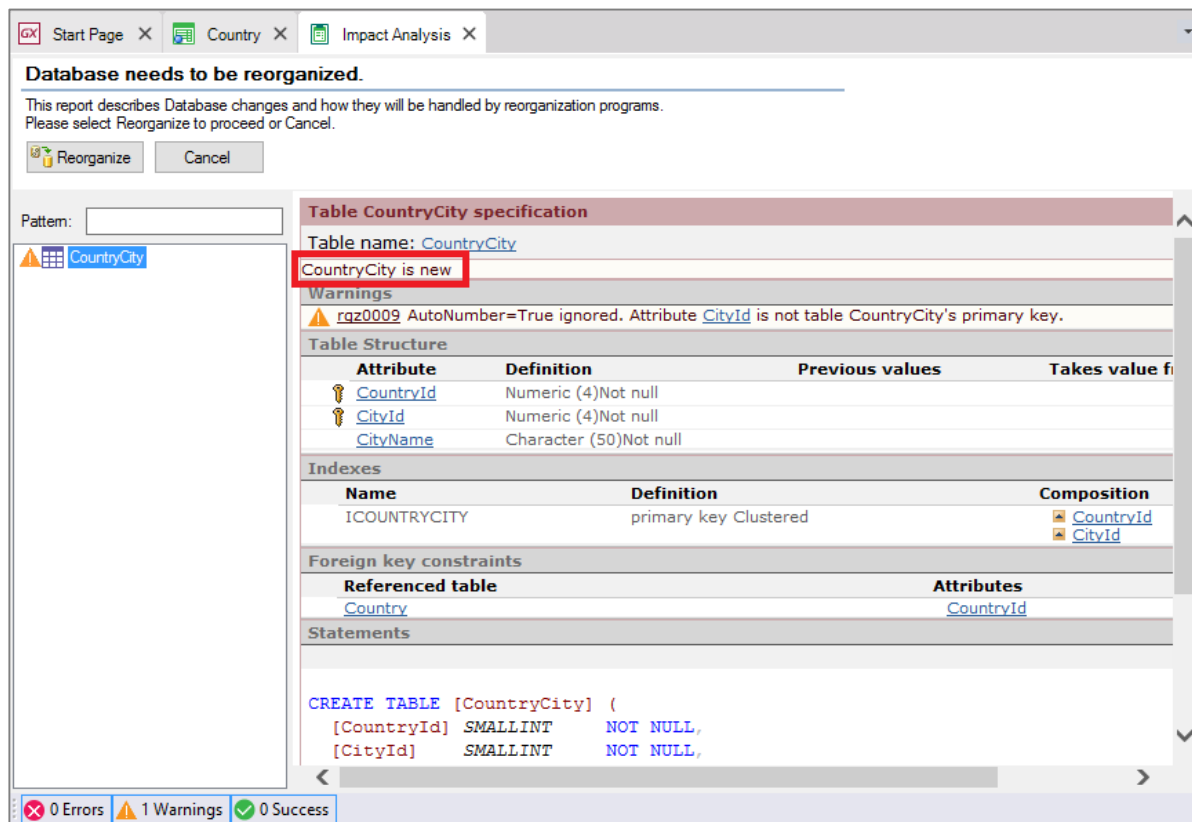 GX Start Page Country Impact Analysis
Database needs to be reorganized.
This report describes Database changes and how they will be handled by reorganization programs.
Please select Reorganize to proceed or Cancel.
Reorganize Cancel
Pattern:
CountryCity
Table CountryCity specification
Table name: CountryCity
CountryCity is new
Warnings
rgz0009 AutoNumber=True ignored. Attribute CityId is not table CountryCity's primary key.
Table Structure
Attribute Definition Previous values Takes value f
CountryId Numeric (4)Not null
CityId Numeric (4)Not null
CityName Character (50)Not null
Indexes
Name Definition Composition
ICOUNTRYCITY primary key Clustered CountryId
CityId
Foreign key constraints
Referenced table Attributes
Country CountryId
Statements
CREATE TABLE [CountryCity] (
[CountryId] SMALLINT NOT NULL,
[CityId] SMALLINT NOT NULL,
0 Errors 1 Warnings 0 Success